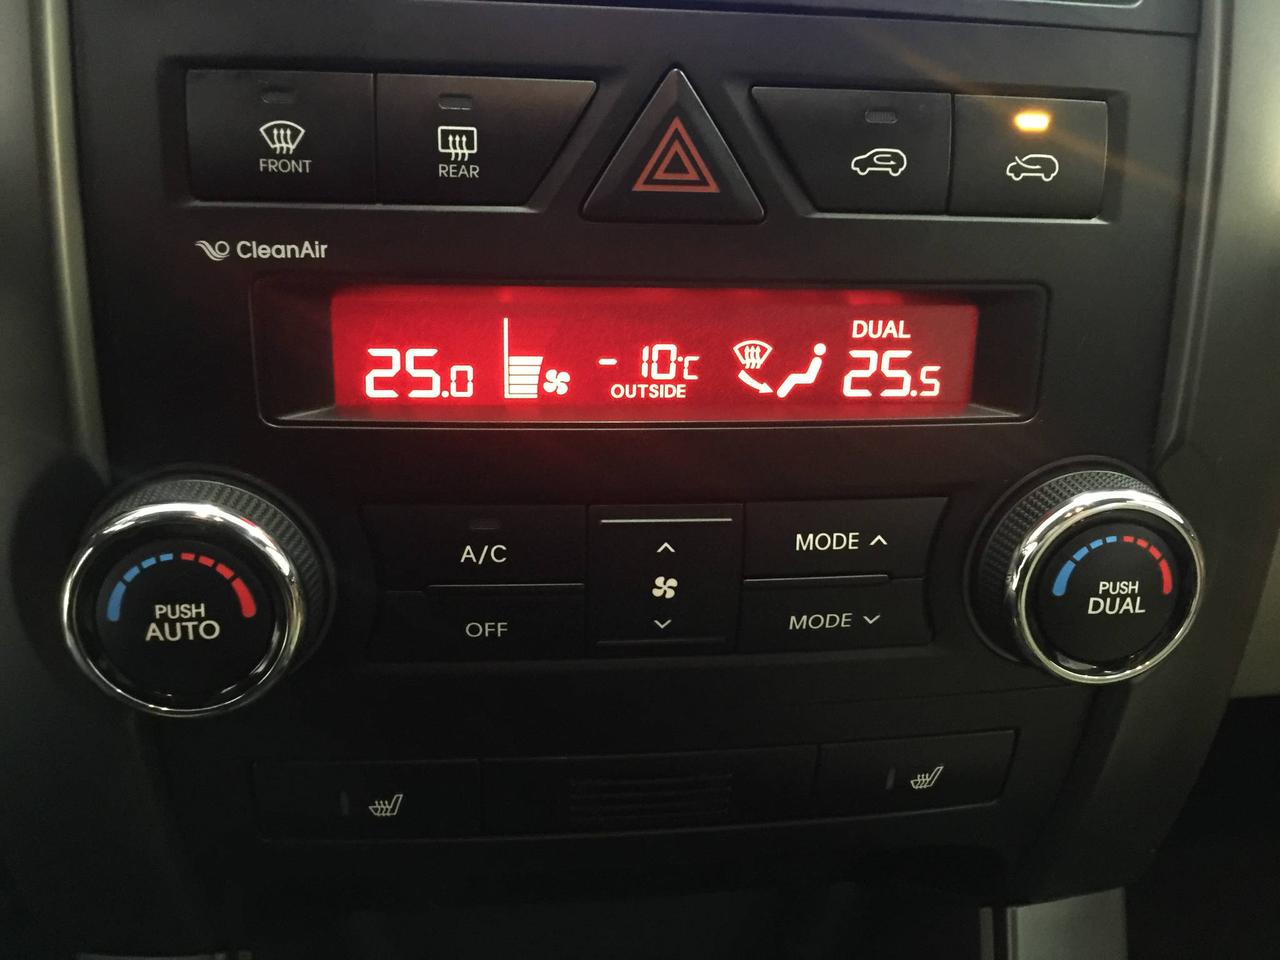 FRONT
REAR
CleanAir
25.0
-10°C
OUTSIDE
DUAL
25.5
A/C
OFF
MODE
MODE
PUSH
AUTO
PUSH
DUAL